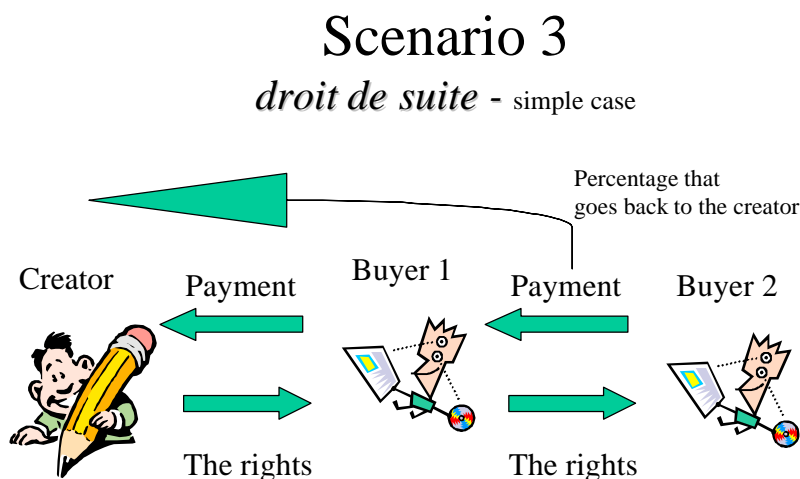 Scenario 3
droit de suite - simple case
Percentage that
goes back to the creator
Creator
Payment
Buyer 1
Payment
Buyer 2
The rights
The rights